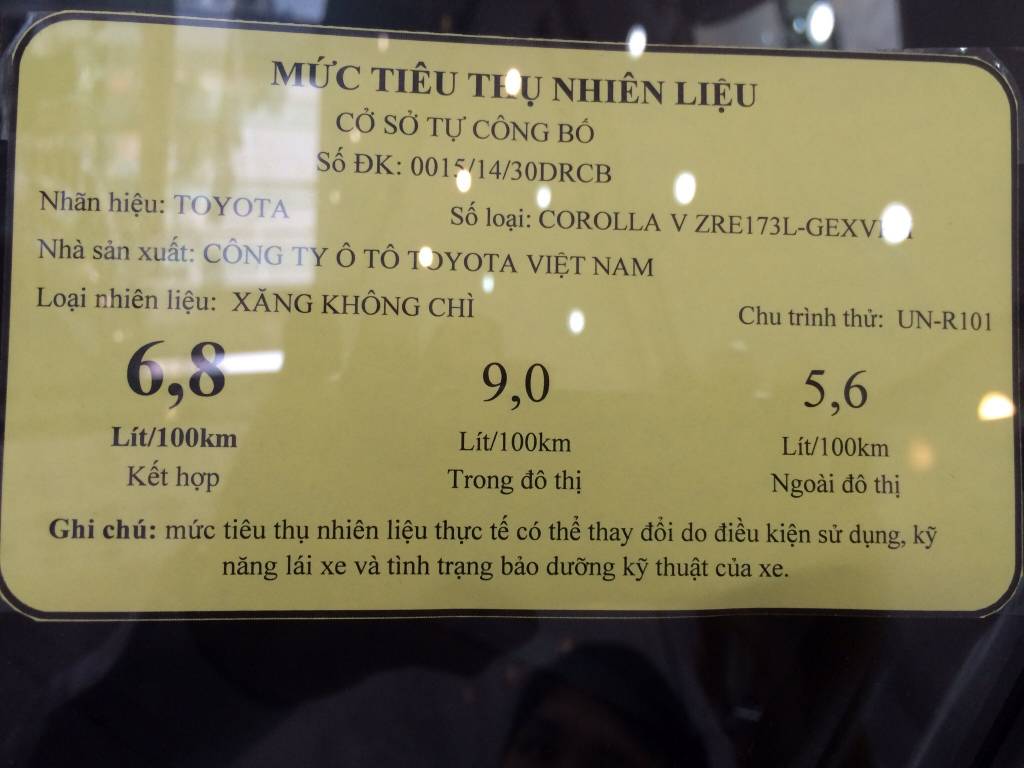 MỨC TIÊU THỤ NHIÊN LIỆU
CỞ SỞ TỰ CÔNG BỐ
Số ĐK: 0015/14/30DRCB
Nhãn hiệu: TOYOTA
Số loại: COROLLA V
Nhà sản xuất: CÔNG TY Ô TÔ TOYOTA VIỆT NAM
Loại nhiên liệu: XĂNG KHÔNG CHÌ
Chu trình thử: UN-R101
6,8
9,0
5,6
Lít/100km
Lít/100km
Lít/100km
Kết hợp
Trong đô thị
Ngoài đô thị
Ghi chú: mức tiêu thụ nhiên liệu thực tế có thể thay đổi do điều kiện sử dụng, kỹ
năng lái xe và tình trạng bảo dưỡng kỹ thuật của xe.